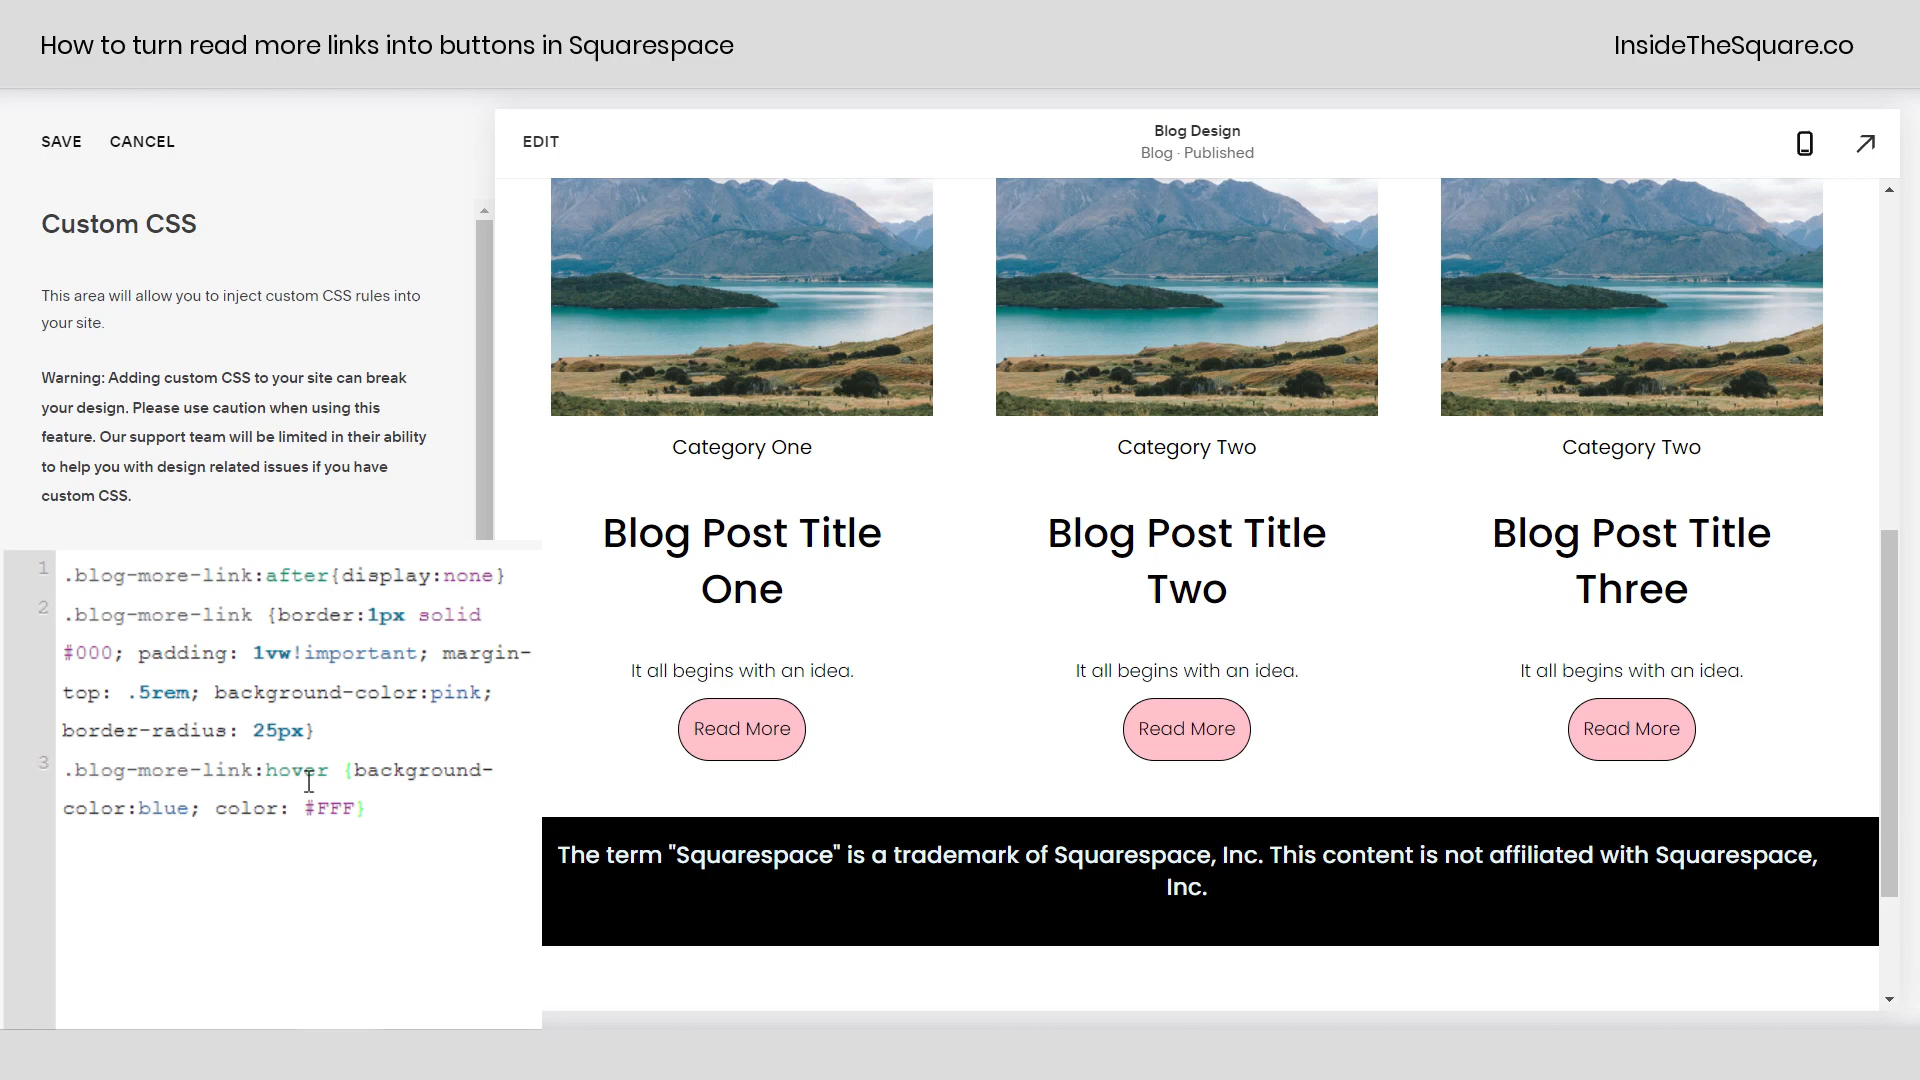 How to turn read more links into buttons in Squarespace
InsideTheSquare.co
SAVE CANCEL
EDIT
Blog Design
Blog · Published
Custom CSS
This area will allow you to inject custom CSS rules into
your site.
Warning: Adding custom CSS to your site can break
your design. Please use caution when using this
feature. Our support team will be limited in their ability
to help you with design related issues if you have
custom CSS.
1 .blog-more-link:after{display:none}
2 .blog-more-link {border:1px solid
#000; padding: 1vw!important; margin-
top: .5rem; background-color:pink;
border-radius: 25px}
3 .blog-more-link:hover {background-
color:blue; color: #FFF}
Category One
Blog Post Title
One
It all begins with an idea.
Read More
Category Two
Blog Post Title
Two
It all begins with an idea.
Read More
Category Two
Blog Post Title
Three
It all begins with an idea.
Read More
The term "Squarespace" is a trademark of Squarespace, Inc. This content is not affiliated with Squarespace,
Inc.